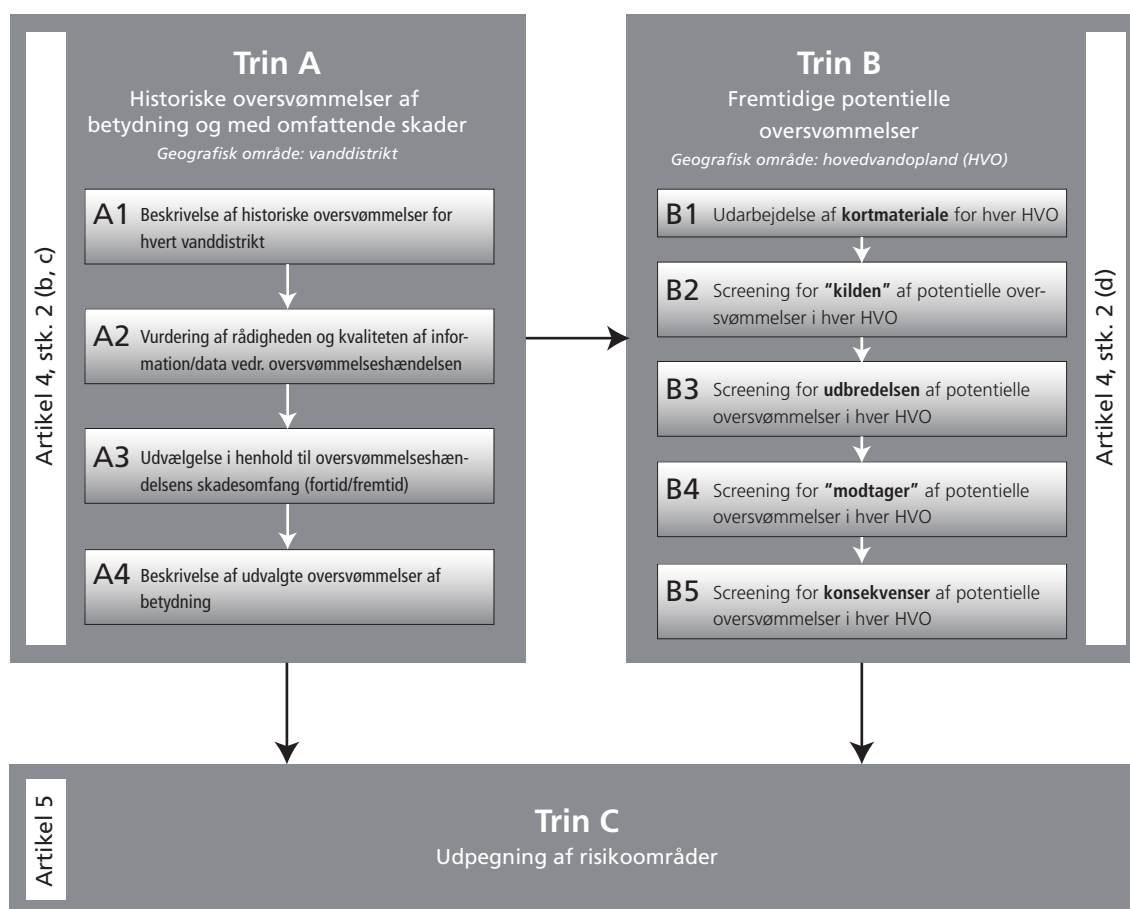 Artikel 4, stk. 2 (b, c)
Trin A
Historiske oversvømmelser af
betydning og med omfattende skader
Geografisk område: vanddistrikt
A1 Beskrivelse af historiske oversvømmelser for
hvert vanddistrikt
A2 Vurdering af rådigheden og kvaliteten af infor-
mation/data vedr. oversvømmelseshændelsen
A3 Udvælgelse i henhold til oversvømmelseshæn-
delsens skadesomfang (fortid/fremtid)
A4 Beskrivelse af udvalgte oversvømmelser af
betydning
Trin B
Fremtidige potentielle
oversvømmelser
Geografisk område: hovedvandopland (HVO)
B1 Udarbejdelse af kortmateriale for hver HVO
B2 Screening for “kilden” af potentielle over-
svømmelser i hver HVO
B3 Screening for udbredelsen af potentielle
oversvømmelser i hver HVO
B4 Screening for “modtager” af potentielle
oversvømmelser i hver HVO
B5 Screening for konsekvenser af potentielle
oversvømmelser i hver HVO
Artikel 4, stk. 2 (d)
Artikel 5
Trin C
Udpegning af risikoområder